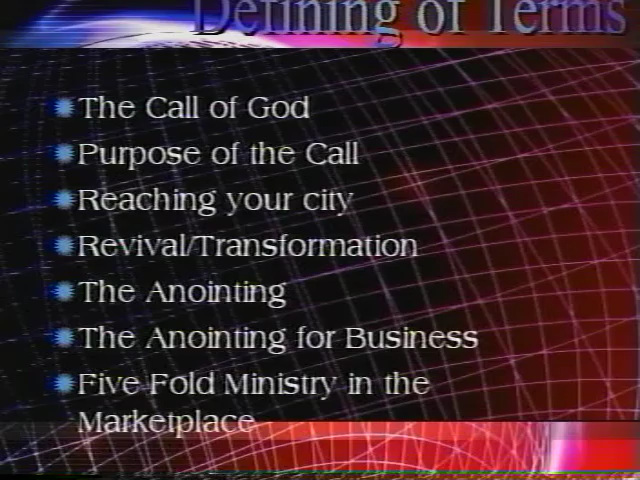 Defining of Terms
The Call of God
Purpose of the Call
Reaching your city
Revival/Transformation
The Anointing
The Anointing for Business
Five Fold Ministry in the
Marketplace